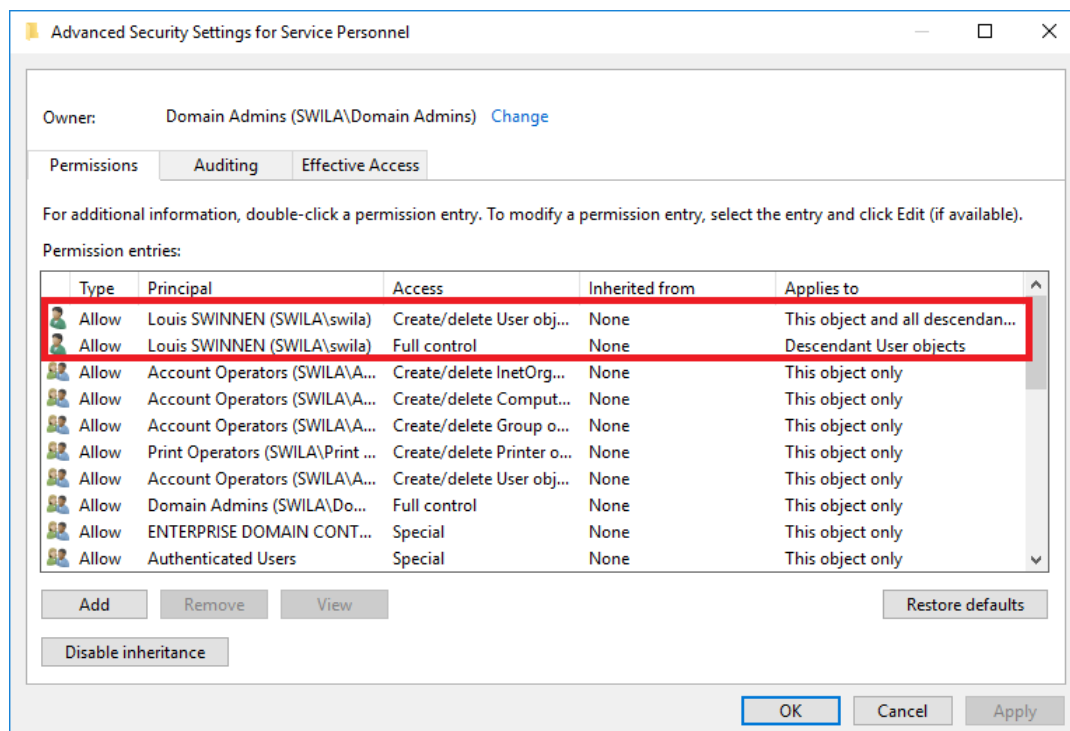 Advanced Security Settings for Service Personnel
Owner: Domain Admins (SWILA\Domain Admins) Change
Permissions Auditing Effective Access
For additional information, double-click a permission entry. To modify a permission entry, select the entry and click Edit (if available).
Permission entries:
Type Principal Access Inherited from Applies to
Allow Louis SWINNEN (SWILA\swila) Create/delete User obj... None This object and all descendan...
Allow Louis SWINNEN (SWILA\swila) Full control None Descendant User objects
Allow Account Operators (SWILA\A... Create/delete InetOrg... None This object only
Allow Account Operators (SWILA\A... Create/delete Comput... None This object only
Allow Account Operators (SWILA\A... Create/delete Group o... None This object only
Allow Print Operators (SWILA\Print ... Create/delete Printer o... None This object only
Allow Account Operators (SWILA\A... Create/delete User obj... None This object only
Allow Domain Admins (SWILA\Do... Full control None This object only
Allow ENTERPRISE DOMAIN CONT... Special None This object only
Allow Authenticated Users Special None This object only
Add Remove View Restore defaults
Disable inheritance
OK Cancel Apply